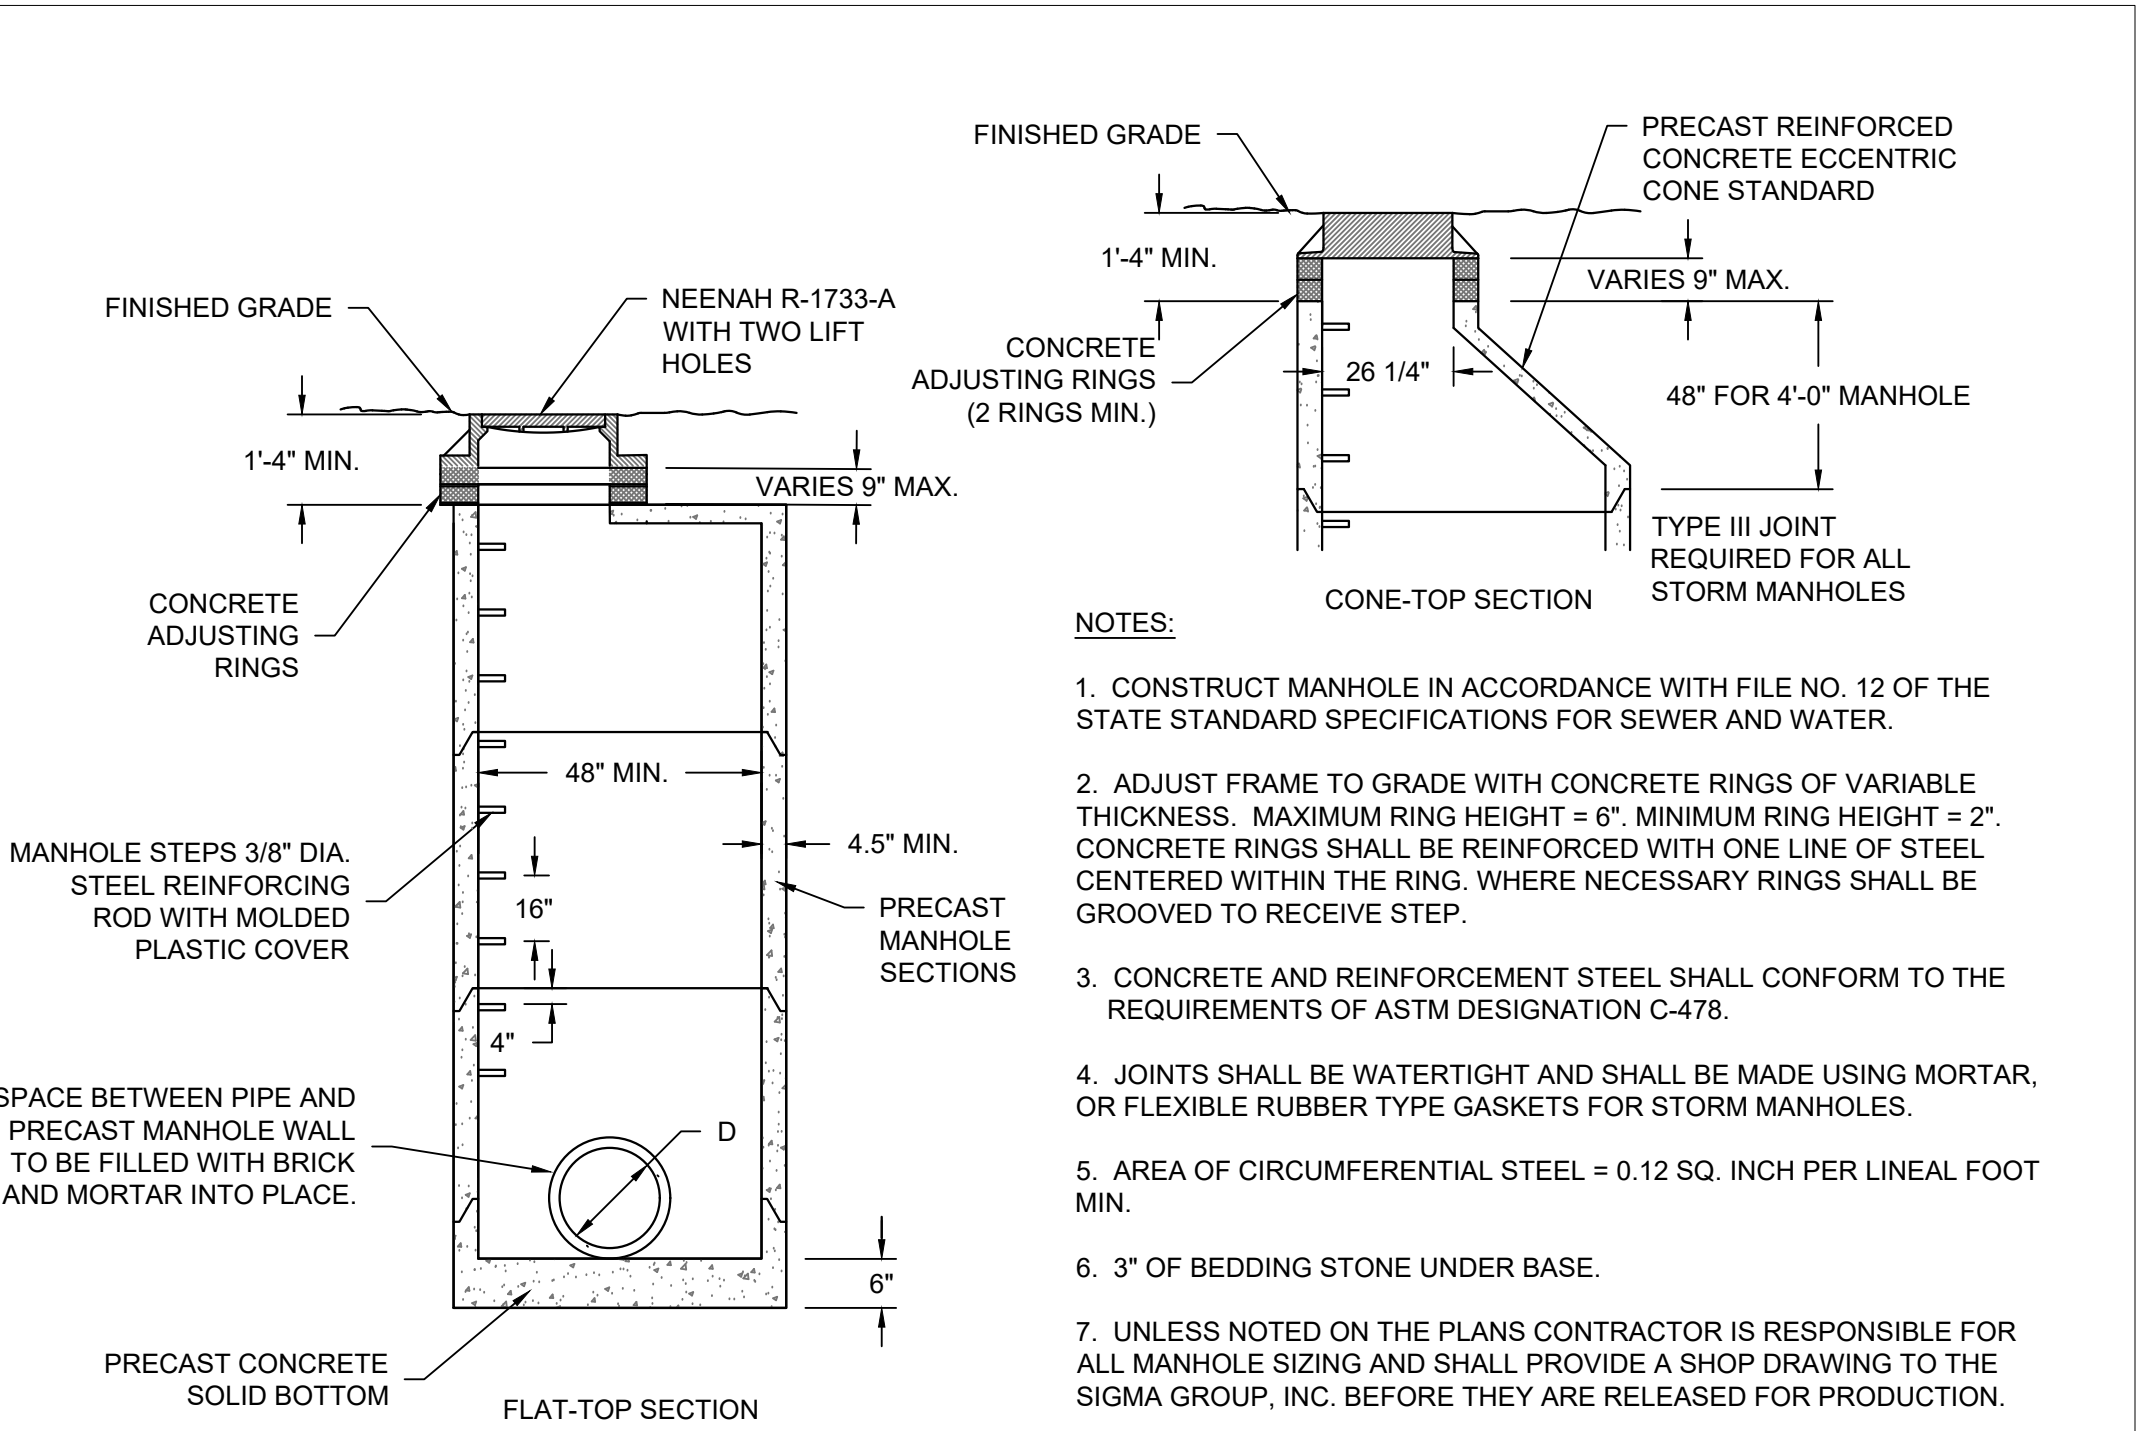 FINISHED GRADE
PRECAST REINFORCED
CONCRETE ECCENTRIC
CONE STANDARD
1'-4" MIN.
VARIES 9" MAX.
CONCRETE
ADJUSTING RINGS
(2 RINGS MIN.)
26 1/4"
48" FOR 4'-0" MANHOLE
TYPE III JOINT
REQUIRED FOR ALL
STORM MANHOLES
CONE-TOP SECTION
FINISHED GRADE
NEENAH R-1733-A
WITH TWO LIFT
HOLES
1'-4" MIN.
VARIES 9" MAX.
CONCRETE
ADJUSTING
RINGS
48" MIN.
4.5" MIN.
MANHOLE STEPS 3/8" DIA.
STEEL REINFORCING
ROD WITH MOLDED
PLASTIC COVER
16"
PRECAST
MANHOLE
SECTIONS
4"
SPACE BETWEEN PIPE AND
PRECAST MANHOLE WALL
TO BE FILLED WITH BRICK
AND MORTAR INTO PLACE.
D
6"
PRECAST CONCRETE
SOLID BOTTOM
FLAT-TOP SECTION
NOTES:
1. CONSTRUCT MANHOLE IN ACCORDANCE WITH FILE NO. 12 OF THE
STATE STANDARD SPECIFICATIONS FOR SEWER AND WATER.
2. ADJUST FRAME TO GRADE WITH CONCRETE RINGS OF VARIABLE
THICKNESS. MAXIMUM RING HEIGHT = 6". MINIMUM RING HEIGHT = 2".
CONCRETE RINGS SHALL BE REINFORCED WITH ONE LINE OF STEEL
CENTERED WITHIN THE RING. WHERE NECESSARY RINGS SHALL BE
GROOVED TO RECEIVE STEP.
3. CONCRETE AND REINFORCEMENT STEEL SHALL CONFORM TO THE
REQUIREMENTS OF ASTM DESIGNATION C-478.
4. JOINTS SHALL BE WATERTIGHT AND SHALL BE MADE USING MORTAR,
OR FLEXIBLE RUBBER TYPE GASKETS FOR STORM MANHOLES.
5. AREA OF CIRCUMFERENTIAL STEEL = 0.12 SQ. INCH PER LINEAL FOOT
MIN.
6. 3" OF BEDDING STONE UNDER BASE.
7. UNLESS NOTED ON THE PLANS CONTRACTOR IS RESPONSIBLE FOR
ALL MANHOLE SIZING AND SHALL PROVIDE A SHOP DRAWING TO THE
SIGMA GROUP, INC. BEFORE THEY ARE RELEASED FOR PRODUCTION.